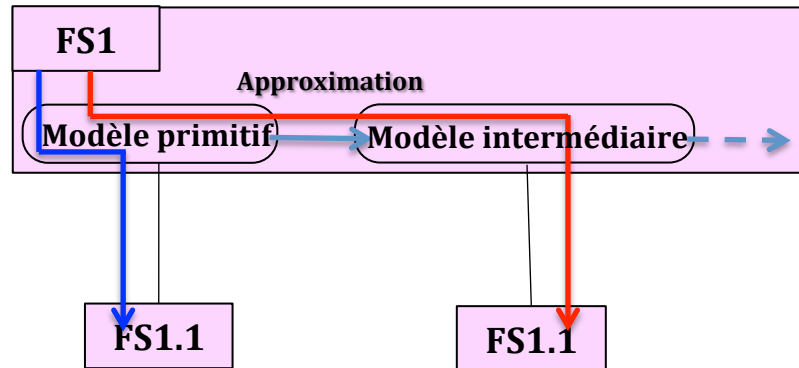 FS1
Approximation
Modèle primitif
Modèle intermédiaire
FS1.1
FS1.1